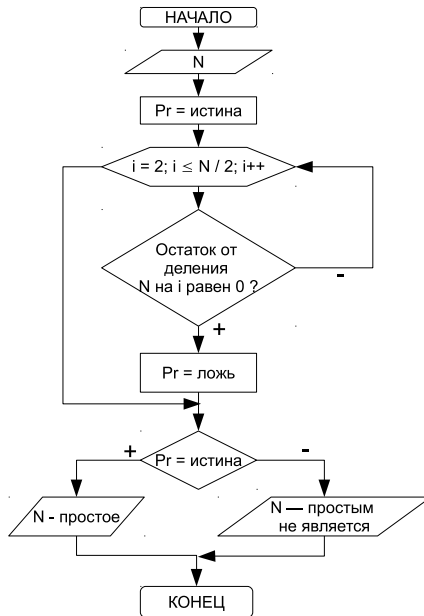 НАЧАЛО
N
Pr = истина
i = 2; i ≤ N / 2; i++
Остаток от
деления
N на i равен 0 ?
-
+
Pr = ложь
+
Pr = истина
-
N - простое
N — простым
не является
КОНЕЦ